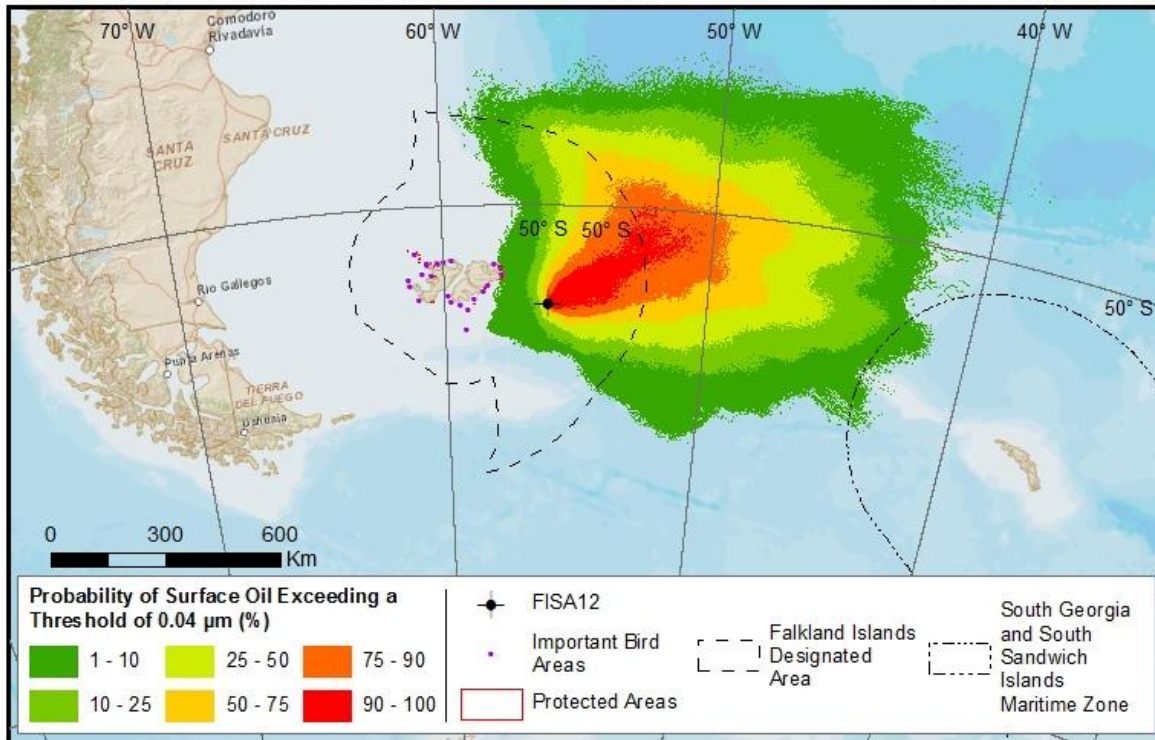 70° W
60° W
50° W
40° W
Comodoro
Rivadavia
SANTA CRUZ
SANTA
CRUZ
50° S
50° S
50° S
Rio Gallegos
Punta Arenas
TIERRA
DEL FUEGO
Ushuaia
0 300 600
Km
Probability of Surface Oil Exceeding a
Threshold of 0.04 µm (%)
1 - 10
25 - 50
75 - 90
10 - 25
50 - 75
90 - 100
FISA12
Important Bird
Areas
Protected Areas
Falkland Islands
Designated
Area
South Georgia
and South
Sandwich
Islands
Maritime Zone